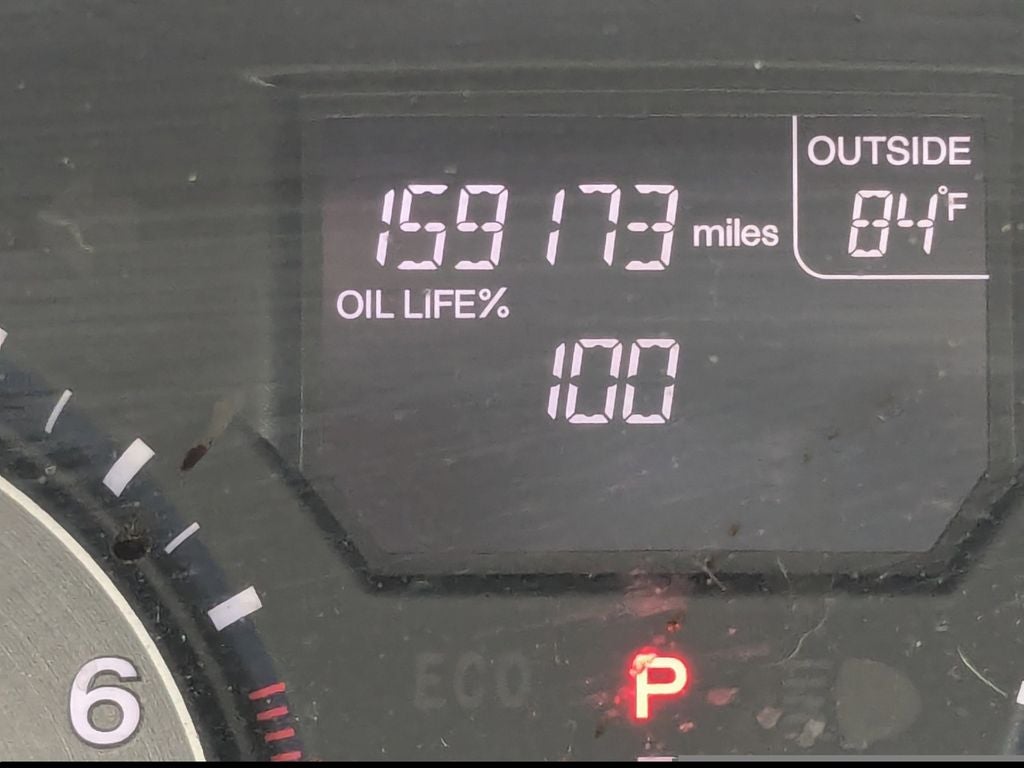 OUTSIDE
159173 miles 84°F
OIL LIFE%
100
ECO P
6